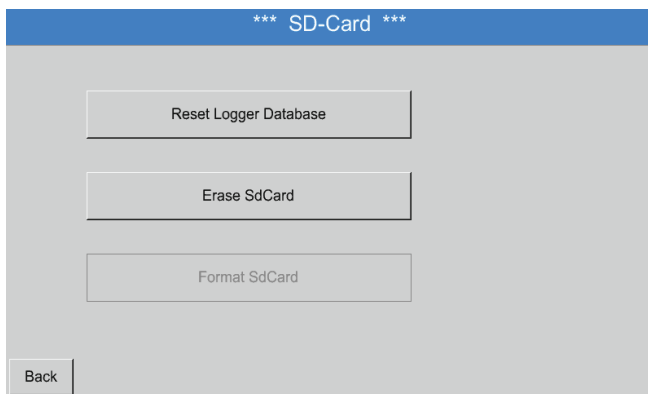 *** SD-Card ***
Reset Logger Database
Erase SdCard
Format SdCard
Back